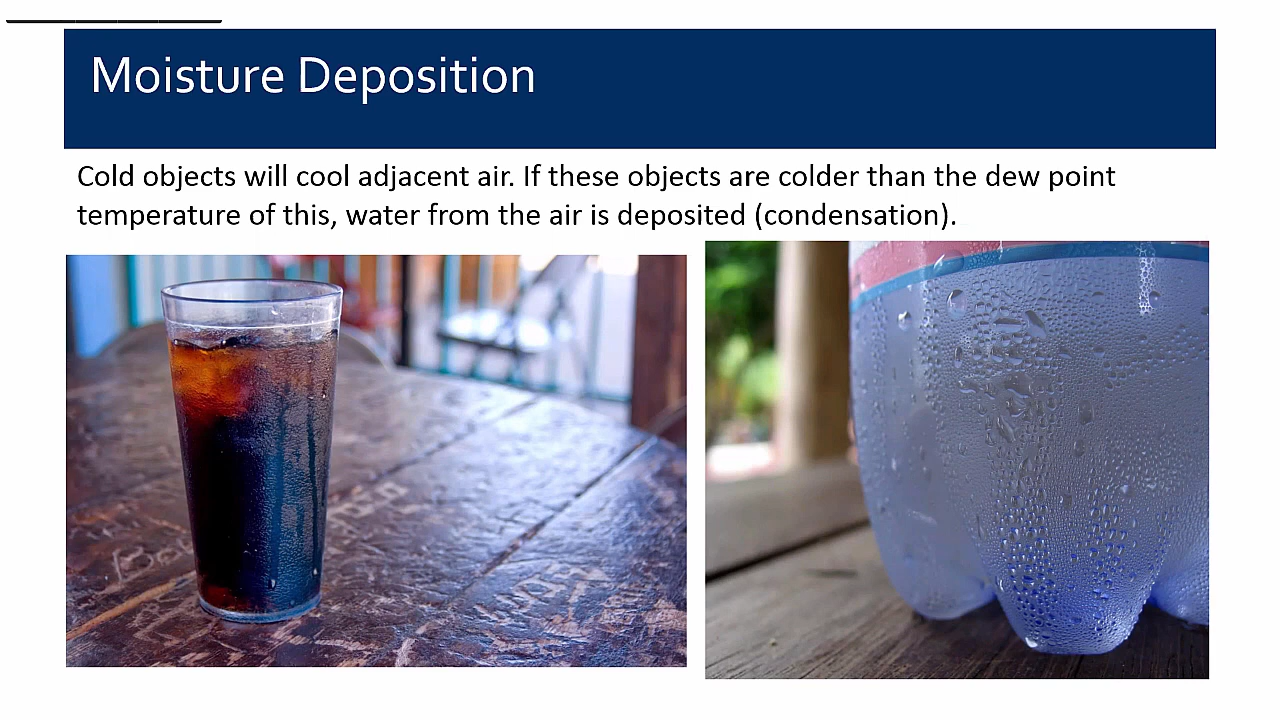 Moisture Deposition
Cold objects will cool adjacent air. If these objects are colder than the dew point
temperature of this, water from the air is deposited (condensation).